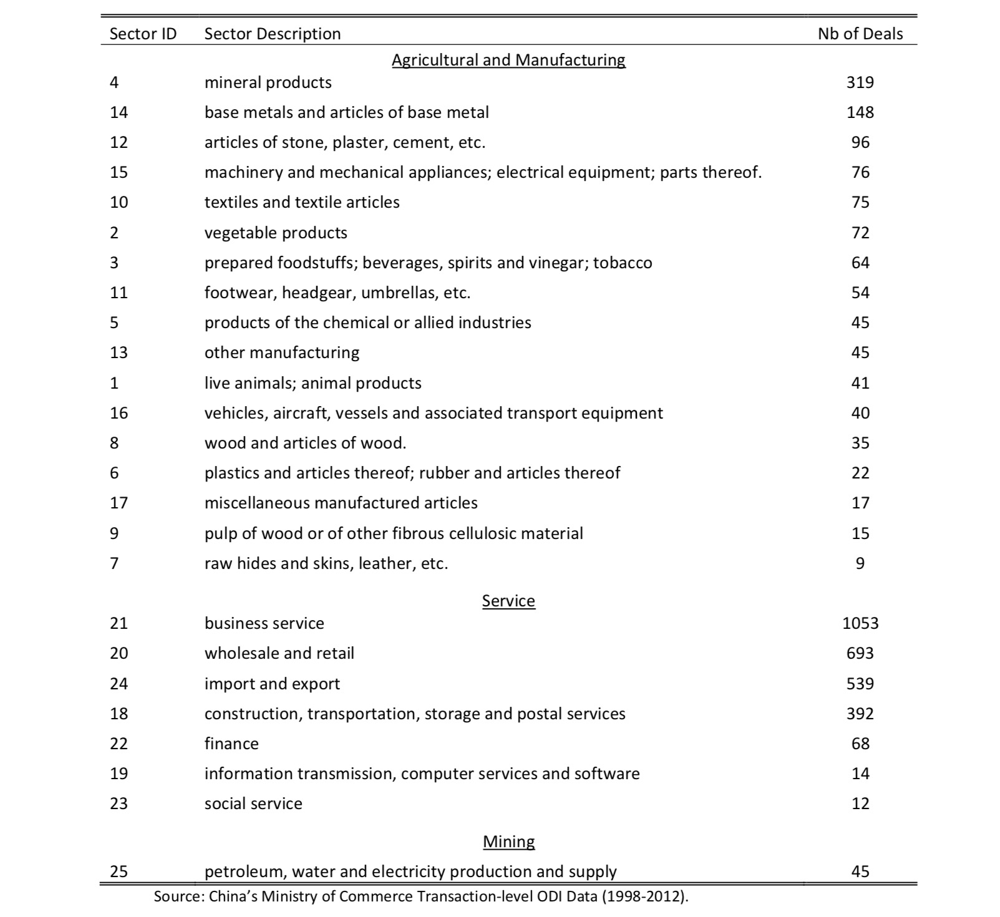 Sector ID Sector Description Nb of Deals
Agricultural and Manufacturing
4 mineral products 319
14 base metals and articles of base metal 148
12 articles of stone, plaster, cement, etc. 96
15 machinery and mechanical appliances; electrical equipment; parts thereof. 76
10 textiles and textile articles 75
2 vegetable products 72
3 prepared foodstuffs; beverages, spirits and vinegar; tobacco 64
11 footwear, headgear, umbrellas, etc. 54
5 products of the chemical or allied industries 45
13 other manufacturing 45
1 live animals; animal products 41
16 vehicles, aircraft, vessels and associated transport equipment 40
8 wood and articles of wood. 35
6 plastics and articles thereof; rubber and articles thereof 22
17 miscellaneous manufactured articles 17
9 pulp of wood or of other fibrous cellulosic material 15
7 raw hides and skins, leather, etc. 9
Service
21 business service 1053
20 wholesale and retail 693
24 import and export 539
18 construction, transportation, storage and postal services 392
22 finance 68
19 information transmission, computer services and software 14
23 social service 12
Mining
25 petroleum, water and electricity production and supply 45
Source: China’s Ministry of Commerce Transaction-level ODI Data (1998-2012).